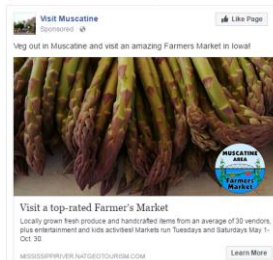 Visit Muscatine
Sponsored
Like Page
Veg out in Muscatine and visit an amazing Farmers Market in Iowa!
MUSCATINE
AREA
Farmers
Market
Visit a top-rated Farmer's Market
Locally grown fresh produce and handcrafted items from an average of 30 vendors,
plus entertainment and kids activities! Markets run Tuesdays and Saturdays May 1-
Oct. 30.
MISSISSIPPIRIVER.NATGEOTOURISM.COM
Learn More